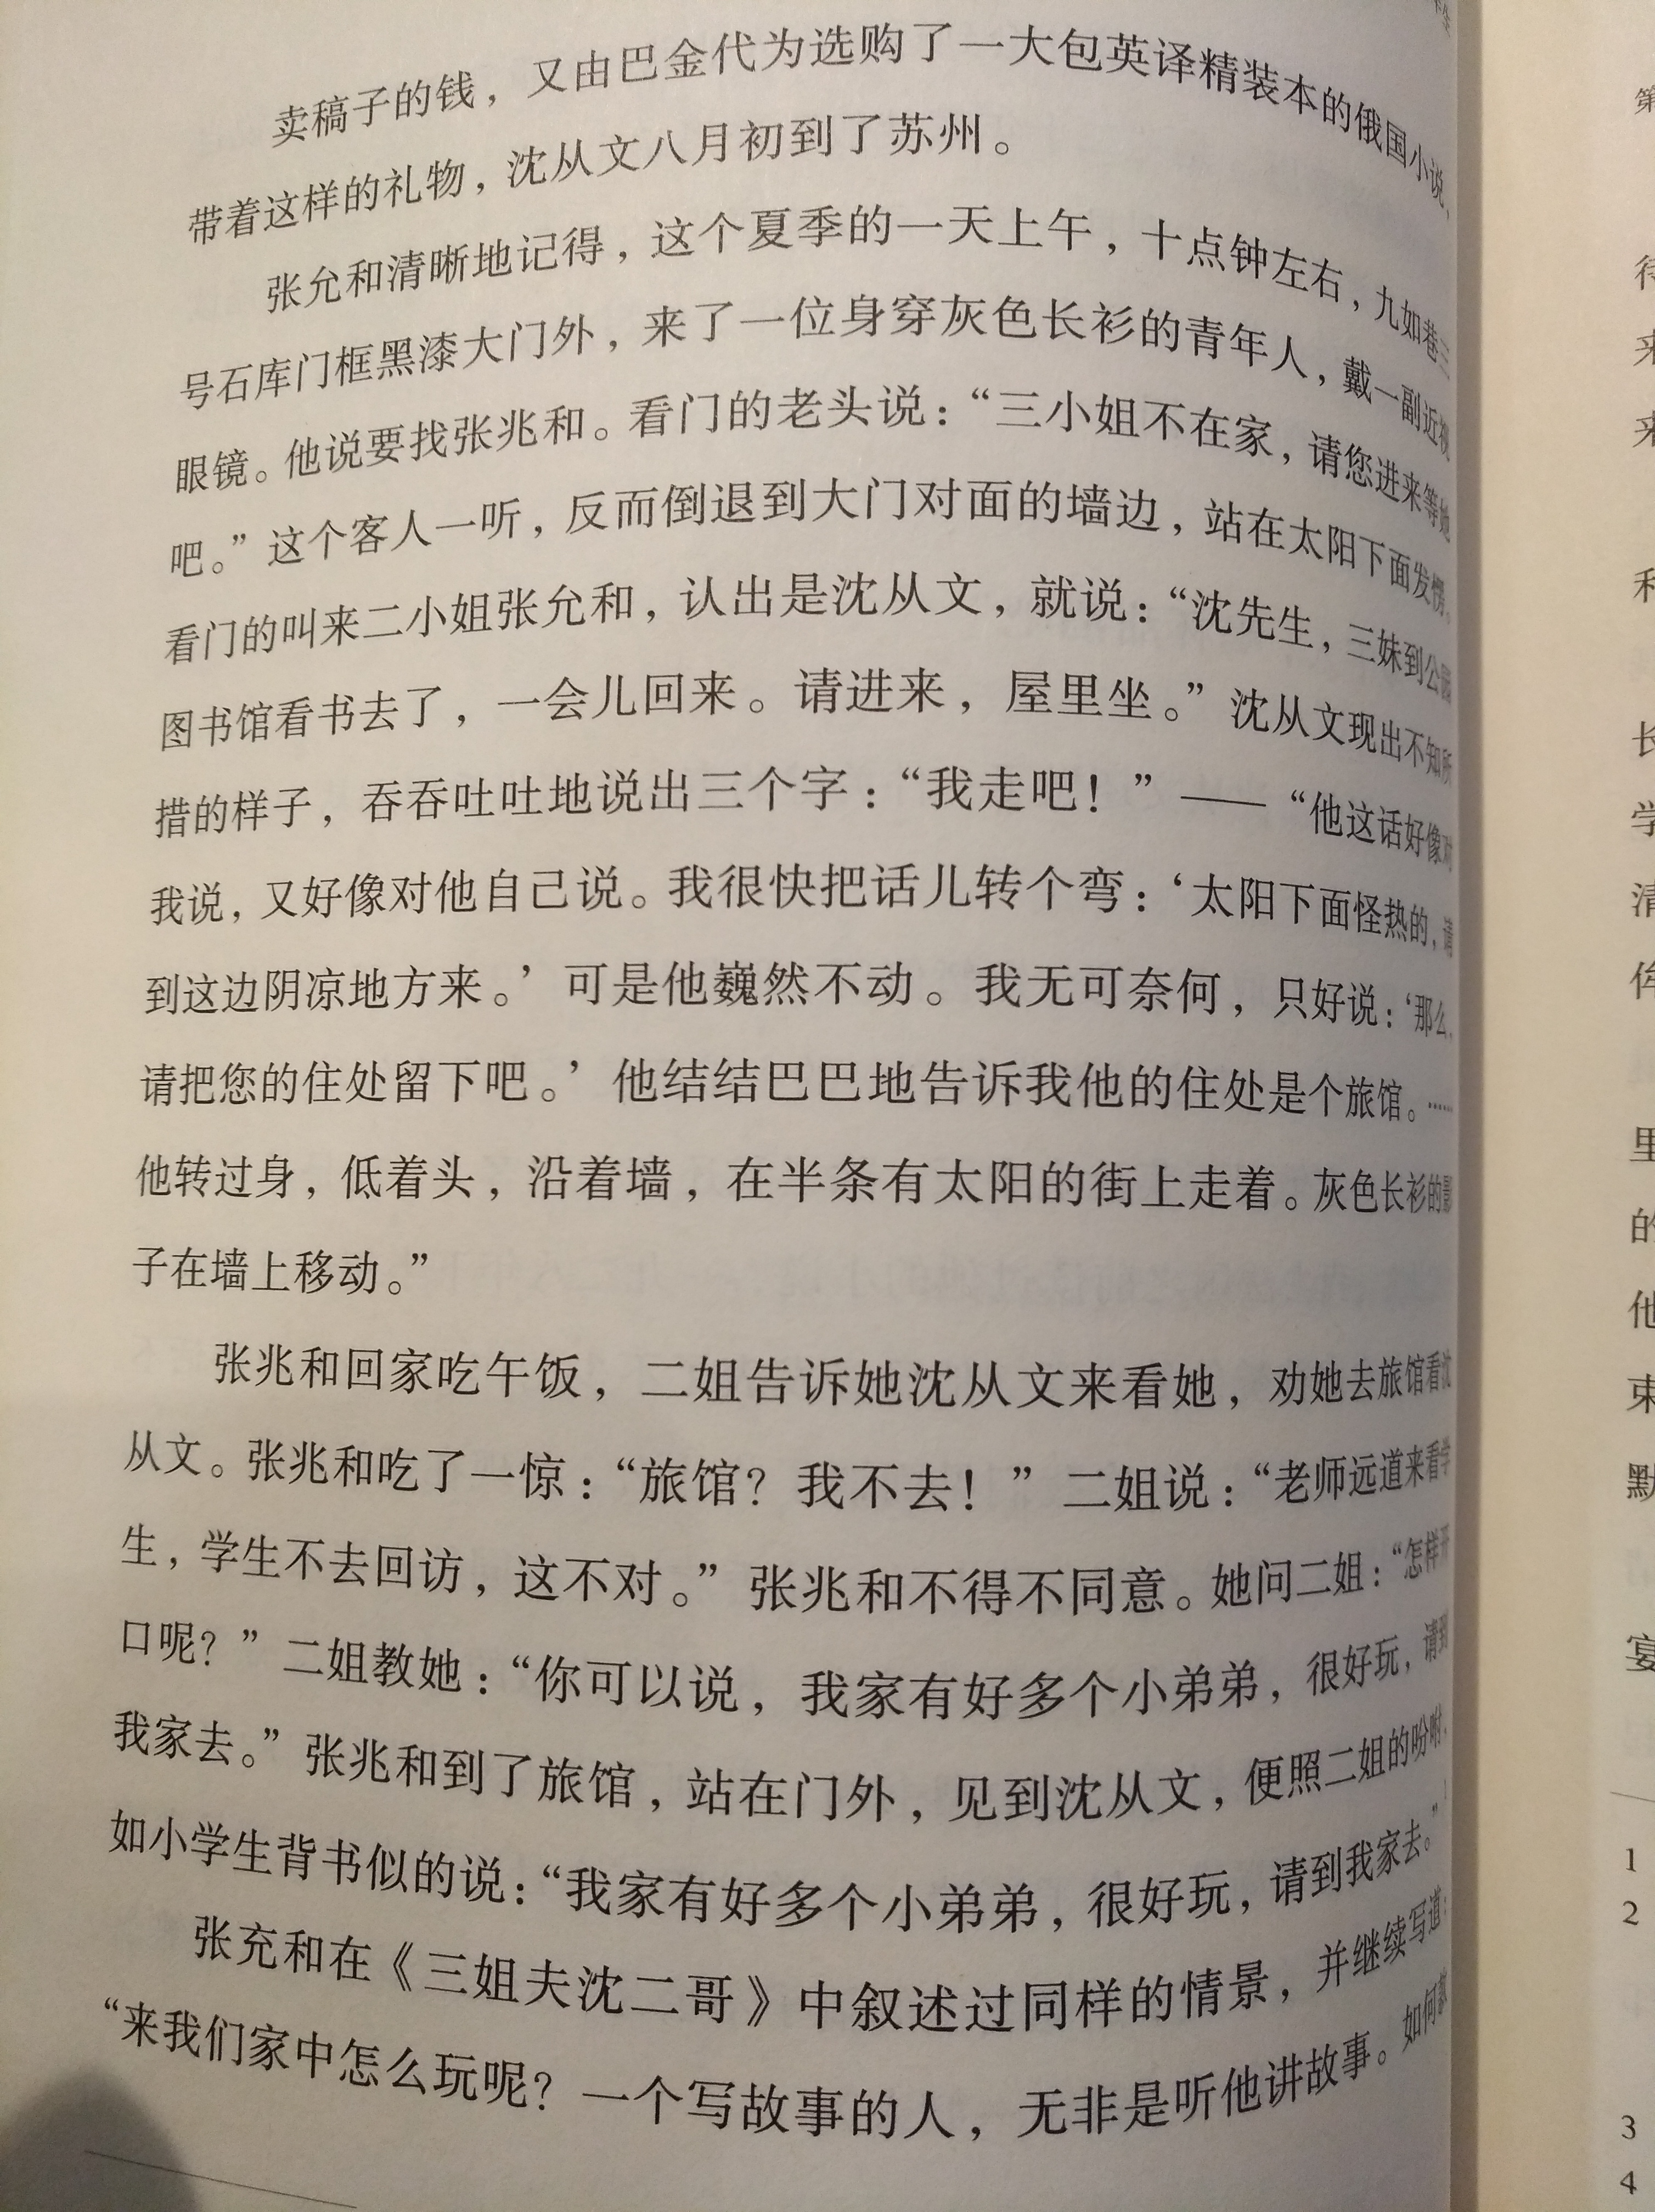 卖稿子的钱，又由巴金代为选购了一大包英译精装本的俄国小说，
带着这样的礼物，沈从文八月初到了苏州。
张允和清晰地记得，这个夏季的一天上午，十点钟左右，九如巷三
号石库门框黑漆大门外，来了一位身穿灰色长衫的青年人，戴一副近视
眼镜。他说要找张兆和。看门的老头说：“三小姐不在家，请您进来等她
吧。”这个客人一听，反而倒退到大门对面的墙边，站在太阳下面发愣。
看门的叫来二小姐张允和，认出是沈从文，就说：“沈先生，三妹到公园
图书馆看书去了，一会儿回来。请进来，屋里坐。”沈从文现出不知所
措的样子，吞吞吐吐地说出三个字：“我走吧！”——“他这话好像对
我说，又好像对他自己说。我很快把话儿转个弯：‘太阳下面怪热的，请
到这边阴凉地方来。’可是他巍然不动。我无可奈何，只好说：‘那么，
请把您的住处留下吧。’他结结巴巴地告诉我他的住处是个旅馆。……
他转过身，低着头，沿着墙，在半条有太阳的街上走着。灰色长衫的影
子在墙上移动。”
张兆和回家吃午饭，二姐告诉她沈从文来看她，劝她去旅馆看沈
从文。张兆和吃了一惊：“旅馆？我不去！”二姐说：“老师远道来看学
生，学生不去回访，这不对。”张兆和不得不同意。她问二姐：“怎样开
口呢？”二姐教她：“你可以说，我家有好多个小弟弟，很好玩，请到
我家去。”张兆和到了旅馆，站在门外，见到沈从文，便照二姐的吩咐，
如小学生背书似的说：“我家有好多个小弟弟，很好玩，请到我家去。”
张充和在《三姐夫沈二哥》中叙述过同样的情景，并继续写道：
“来我们家中怎么玩呢？一个写故事的人，无非是听他讲故事。如何
第
待
来
来
长
学
清
里
的
他
束
默
宴
1
2
3
4